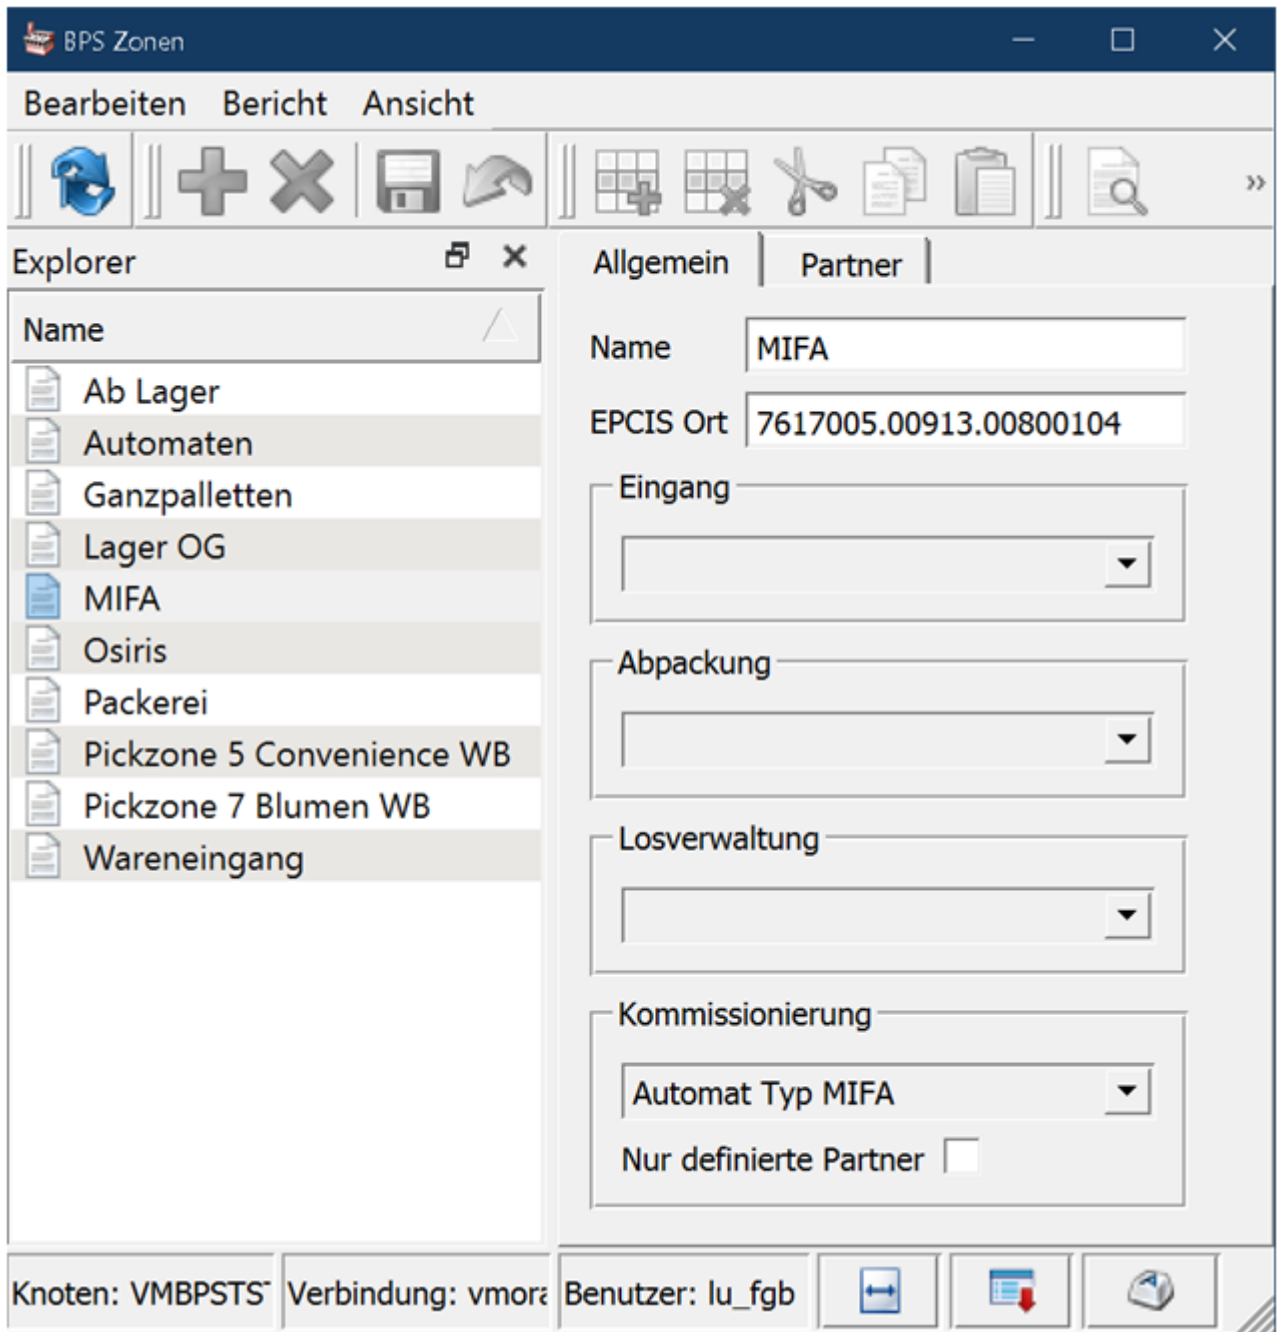 BPS Zonen
Bearbeiten Bericht Ansicht
»
Explorer
Name
Ab Lager
Automaten
Ganzpalletten
Lager OG
MIFA
Osiris
Packerei
Pickzone 5 Convenience WB
Pickzone 7 Blumen WB
Wareneingang
Allgemein Partner
Name MIFA
EPCIS Ort 7617005.00913.00800104
Eingang
Abpackung
Losverwaltung
Kommissionierung
Automat Typ MIFA
Nur definierte Partner
Knoten: VMBPSTS Verbindung: vmora Benutzer: lu_fgb